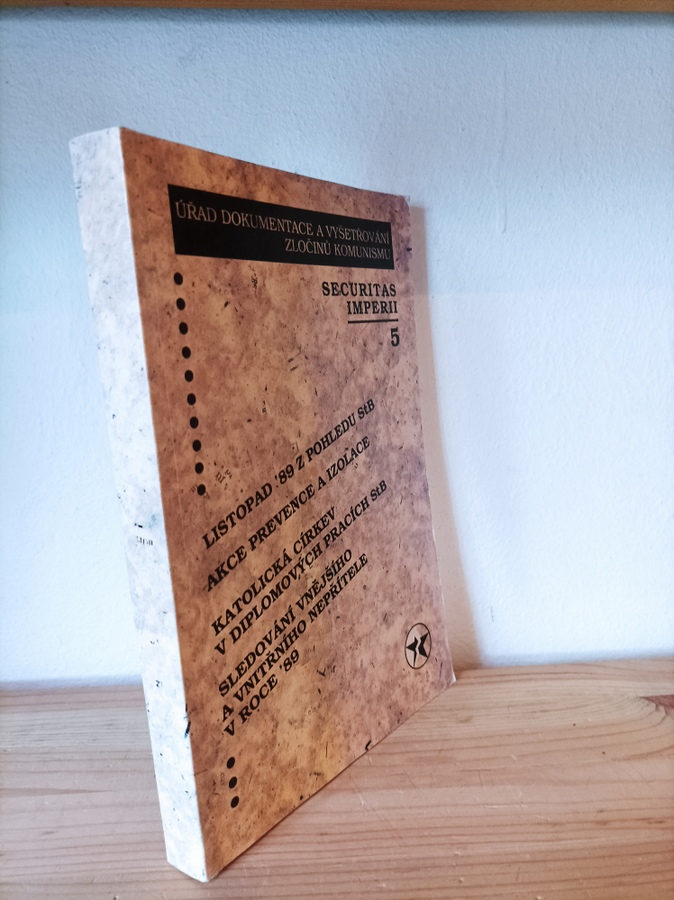 ÚŘAD DOKUMENTACE A VYŠETŘOVÁNÍ
ZLOČINŮ KOMUNISMU
SECURITAS
IMPERII
5
LISTOPAD '89 Z POHLEDU StB
AKCE PREVENCE A IZOLACE
KATOLICKÁ CÍRKEV
V DIPLOMOVÝCH PRACÍCH StB
SLEDOVÁNÍ VNĚJŠÍHO
A VNITŘNÍHO NEPŘÍTELE
V ROCE '89